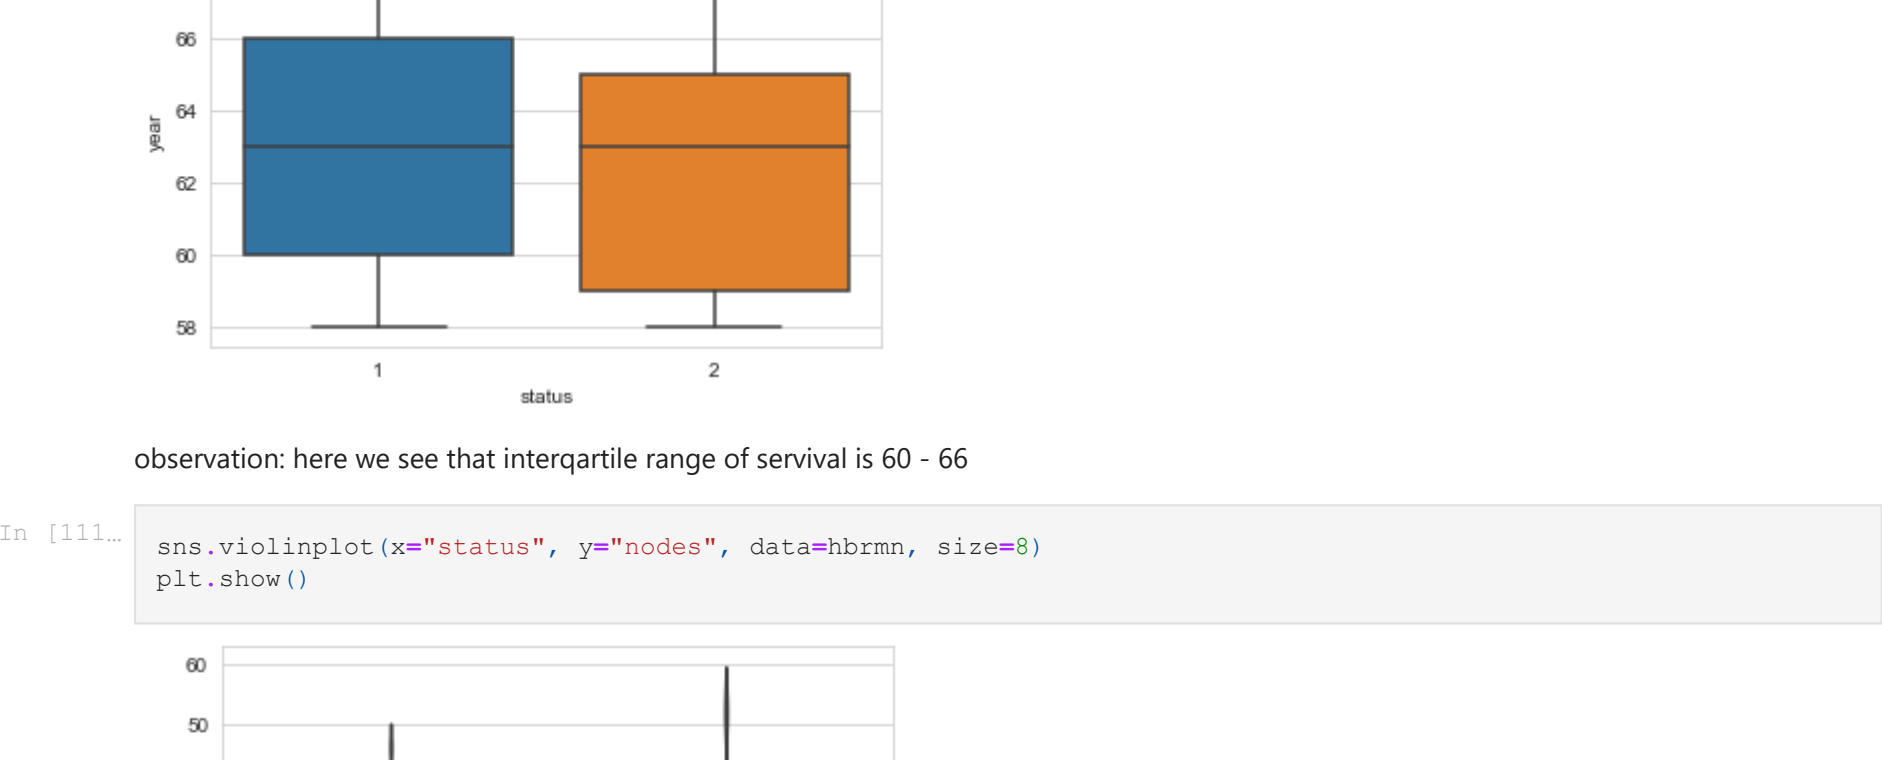 66
64
62
60
58
year
1 2
status
observation: here we see that interqartile range of servival is 60 - 66
In [111…
sns.violinplot(x="status", y="nodes", data=hbrmn, size=8)
plt.show()
60
50